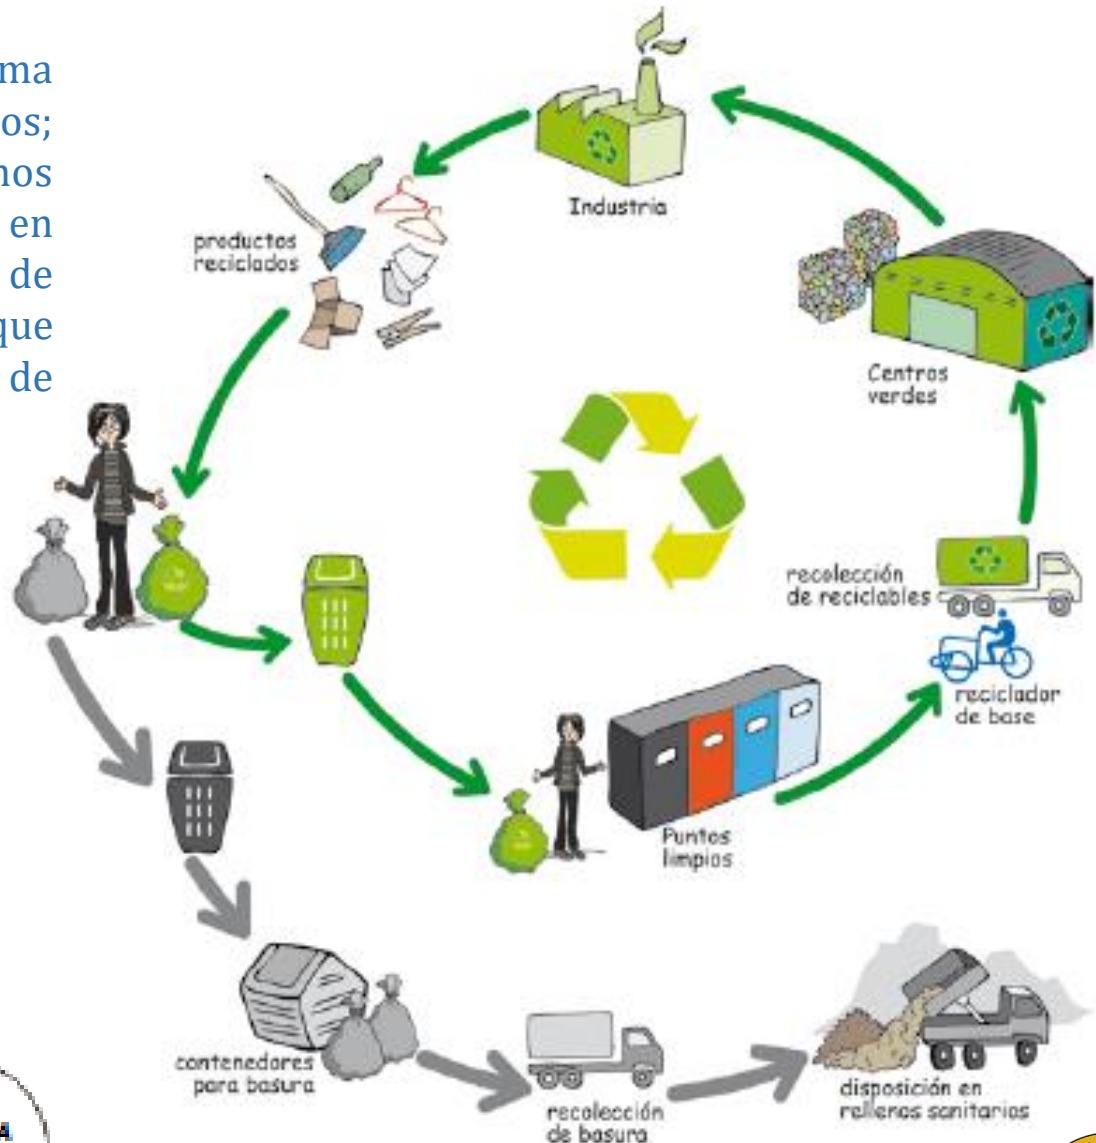 ma
os;
nos
en
de
que
de
Industria
productos
reciclados
Centros
verdes
recolección
de reciclables
reciclador
de base
Puntos
limpios
contenedores
para basura
recolección
de basura
disposición en
rellenos sanitarios
A